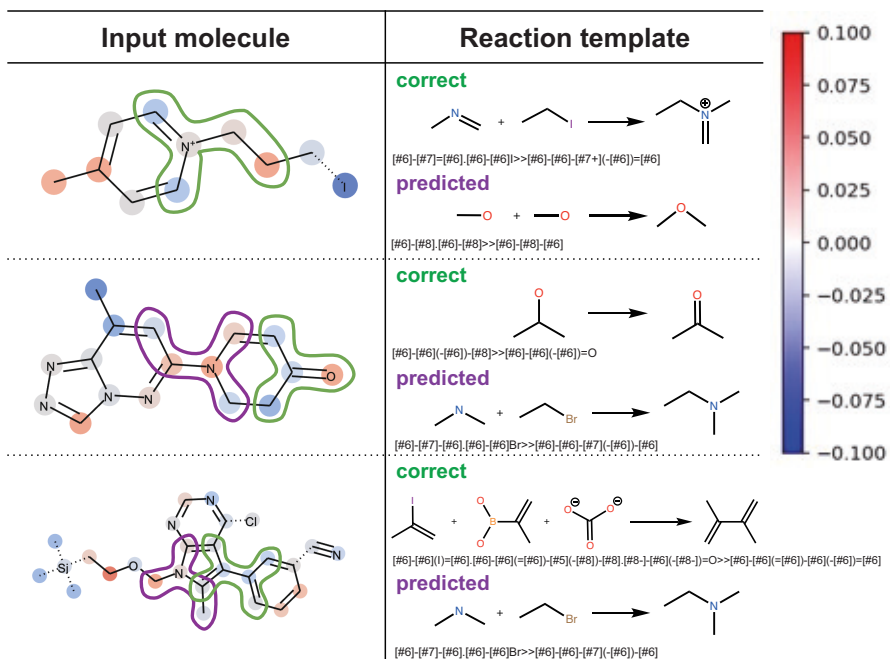 Input molecule
Reaction template
0.100
0.075
0.050
0.025
0.000
−0.025
−0.050
−0.075
−0.100
N⁺
I
correct
N + I N ⊕
[#6]-[#7]=[#6].[#6]-[#6]I>>[#6]-[#6]-[#7+](-[#6])=[#6]
predicted
O + O O
[#6]-[#8].[#6]-[#8]>>[#6]-[#8]-[#6]
N
N
N
N
N
N
O
correct
O O
[#6]-[#6](-[#6])-[#8]>>[#6]-[#6](-[#6])=O
predicted
N + Br N
[#6]-[#7]-[#6].[#6]-[#6]Br>>[#6]-[#6]-[#7](-[#6])-[#6]
N
N
Cl
N
Si
O
N
correct
I + O B O + O ⊖ O ⊖ O
[#6]-[#6](I)=[#6].[#6]-[#6](=[#6])-[#5](-[#8])-[#8].[#8-]-[#6](-[#8-])=O>>[#6]-[#6](=[#6])-[#6](-[#6])=[#6]
predicted
N + Br N
[#6]-[#7]-[#6].[#6]-[#6]Br>>[#6]-[#6]-[#7](-[#6])-[#6]